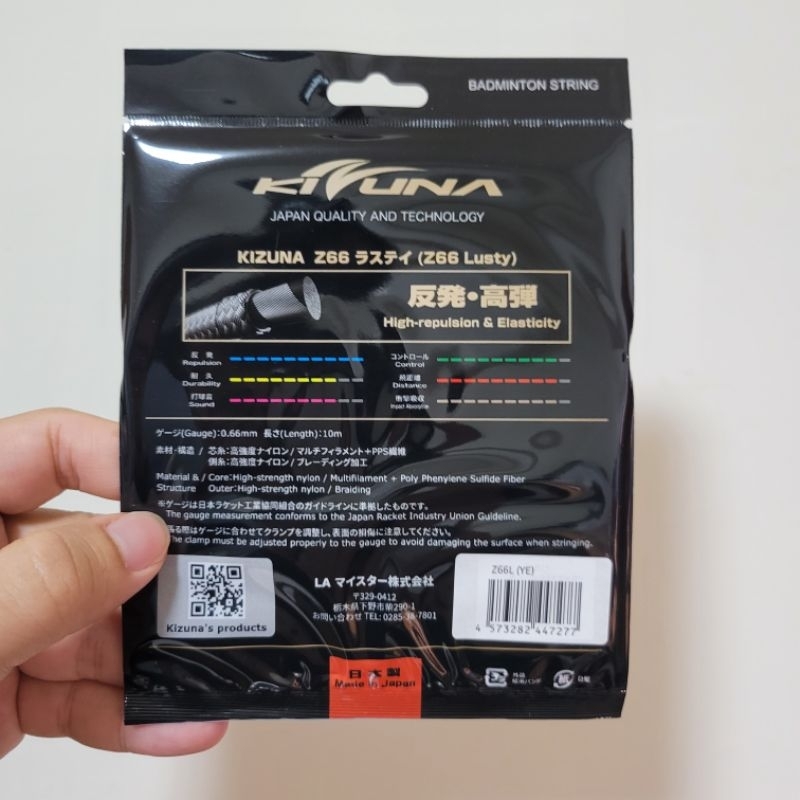 BADMINTON STRING
KIZUNA
JAPAN QUALITY AND TECHNOLOGY
KIZUNA Z66 ラスティ (Z66 Lusty)
反発・高弾
High-repulsion & Elasticity
反発
Repulsion
コントロール
Control
耐久
Durability
飛距離
Distance
打球音
Sound
衝撃吸収
Impact Absorption
ゲージ(Gauge):0.66mm 長さ(Length):10m
素材・構造 / 芯糸:高強度ナイロン / マルチフィラメント+PPS繊維
側糸:高強度ナイロン / ブレーディング加工
Material & / Core:High-strength nylon / Multifilament + Poly Phenylene Sulfide Fiber
Structure Outer:High-strength nylon / Braiding
※ゲージは日本ラケット工業協同組合のガイドラインに準拠したものです。
The gauge measurement conforms to the Japan Racket Industry Union Guideline.
張る際はゲージに合わせてクランプを調整し、表面の損傷に注意してください。
The clamp must be adjusted properly to the gauge to avoid damaging the surface when stringing.
Kizuna's products
LA マイスター株式会社
〒329-0412
栃木県下野市柴290-1
お問い合わせ TEL: 0285-38-7801
Z66L (YE)
4 573282 447277
日本製
Made in Japan
プラ
紙